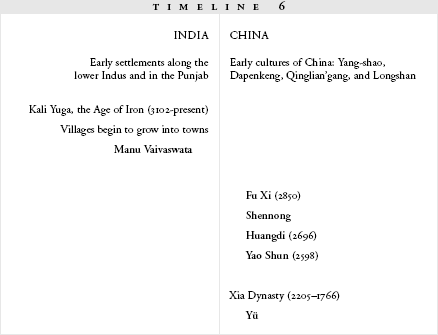 TIMELINE 6
INDIA
Early settlements along the
lower Indus and in the Punjab
Kali Yuga, the Age of Iron (3102-present)
Villages begin to grow into towns
Manu Vaivaswata
CHINA
Early cultures of China: Yang-shao,
Dapenkeng, Qinglian'gang, and Longshan
Fu Xi (2850)
Shennong
Huangdi (2696)
Yao Shun (2598)
Xia Dynasty (2205–1766)
Yü